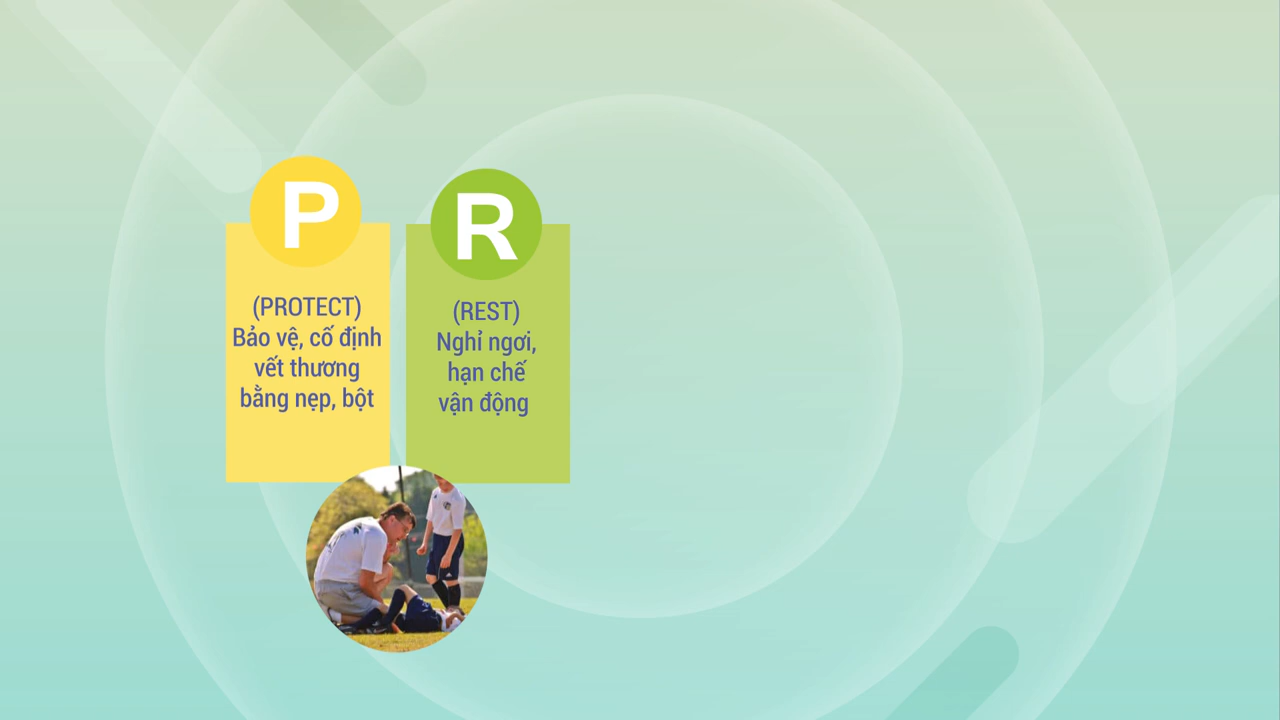 P
(PROTECT)
Bảo vệ, cố định
vết thương
bằng nẹp, bột
R
(REST)
Nghỉ ngơi,
hạn chế
vận động